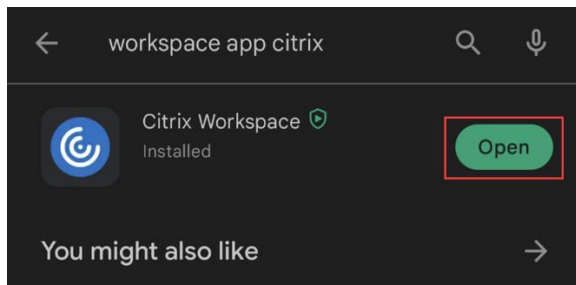 workspace app citrix
Citrix Workspace
Installed
Open
You might also like